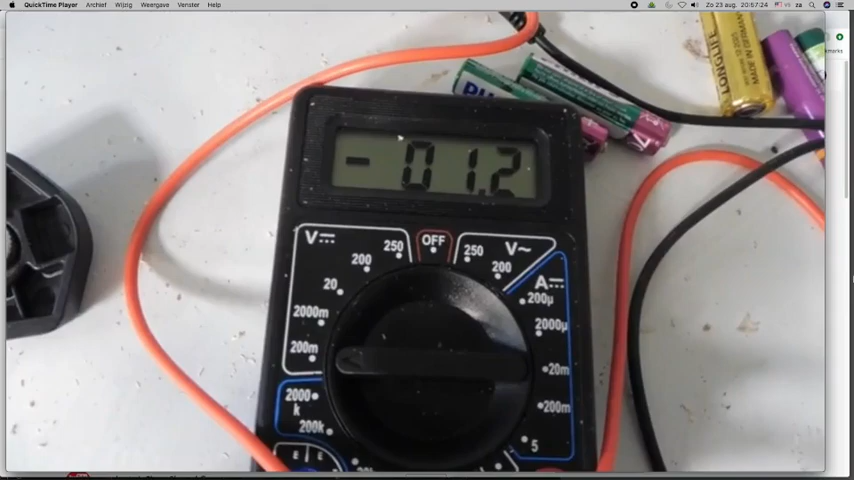 QuickTime Player Archief Wijzig Weergave Venster Help
Zo 23 aug. 20:57:24
za
LONGLIFE
MADE IN GERMANY
- 01.2
V OFF V~
250 250
200 200
20 A
2000m 200µ
200m 2000µ
2000 20m
k 200m
200k 5